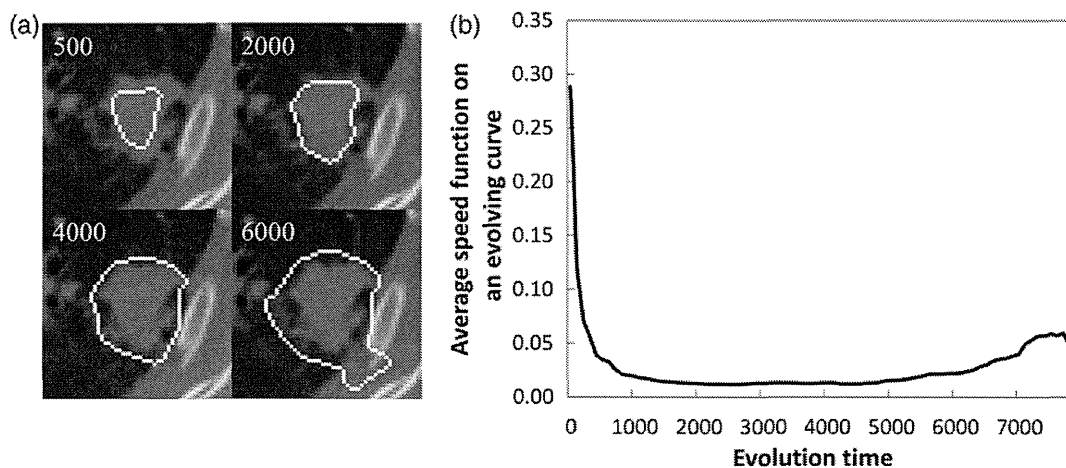 (a)
500
2000
4000
6000
(b)
Average speed function on
an evolving curve
0.35
0.30
0.25
0.20
0.15
0.10
0.05
0.00
0 1000 2000 3000 4000 5000 6000 7000
Evolution time